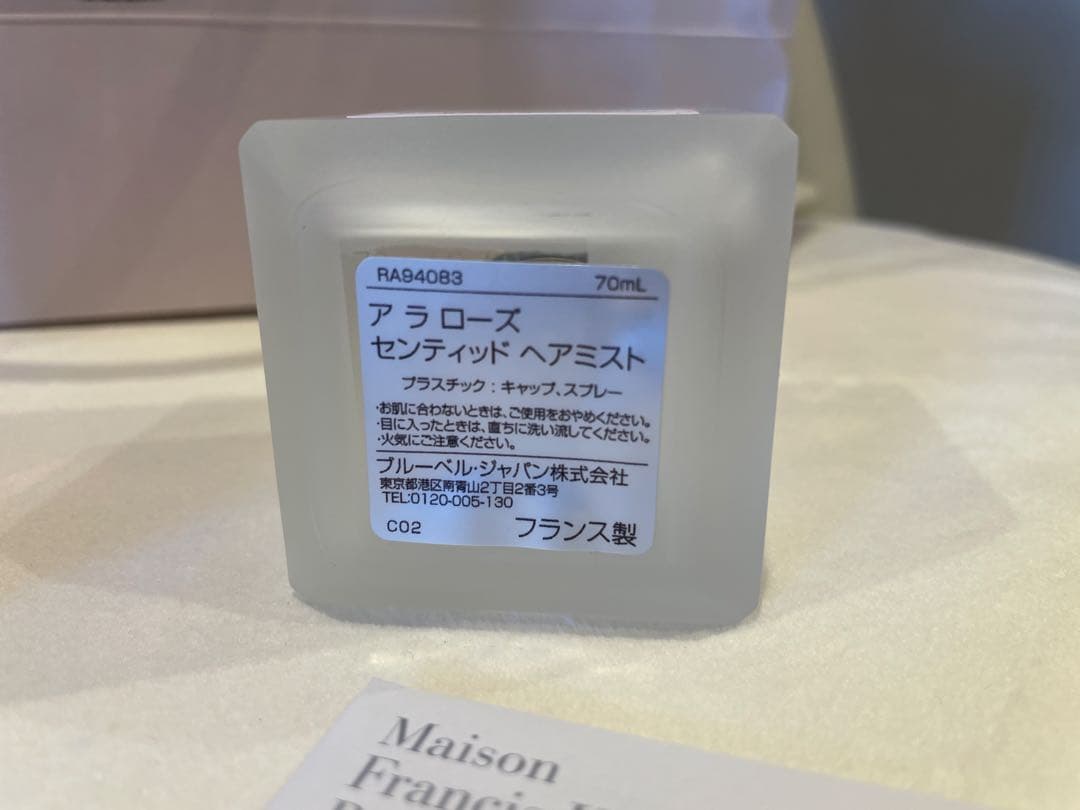 RA94083 70mL
ア ラ ローズ
センティッド ヘアミスト
プラスチック：キャップ、スプレー
・お肌に合わないときは、ご使用をおやめください。
・目に入ったときは、直ちに洗い流してください。
・火気にご注意ください。
ブルーベル・ジャパン株式会社
東京都港区南青山2丁目2番3号
TEL:0120-005-130
C02 フランス製
Maison
Francis